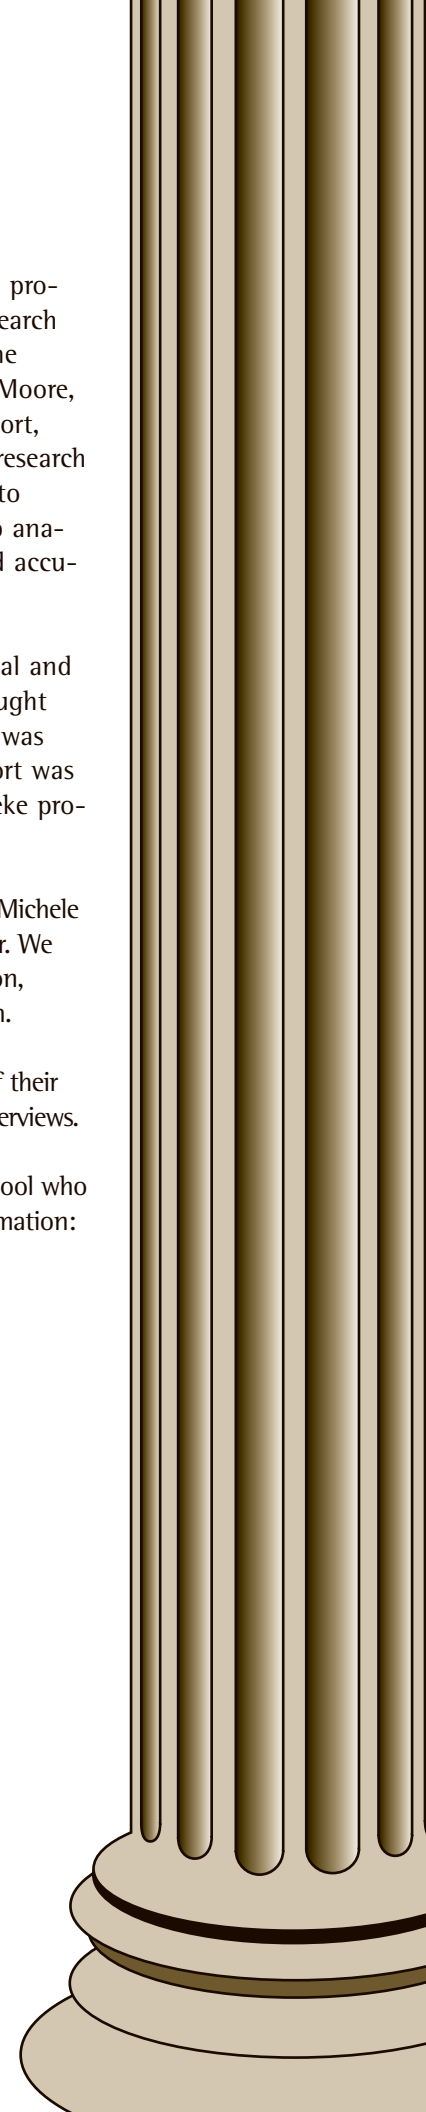 pro-
earch
he
Moore,
ort,
research
to
ana-
accu-
al and
ught
was
ort was
eke pro-
Michele
r. We
on,
n.
their
erviews.
ool who
mation: